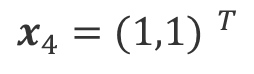 x₄ = (1,1) ᵀ